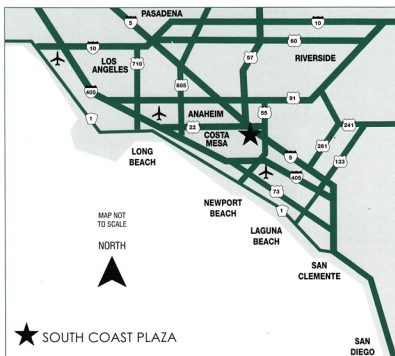 PASADENA
5
10
10
60
LOS
ANGELES
710
57
RIVERSIDE
605
405
91
1
ANAHEIM
55
22
COSTA
MESA
241
261
133
LONG
BEACH
5
405
73
NEWPORT
BEACH
1
LAGUNA
BEACH
MAP NOT
TO SCALE
NORTH
SAN
CLEMENTE
SOUTH COAST PLAZA
SAN
DIEGO